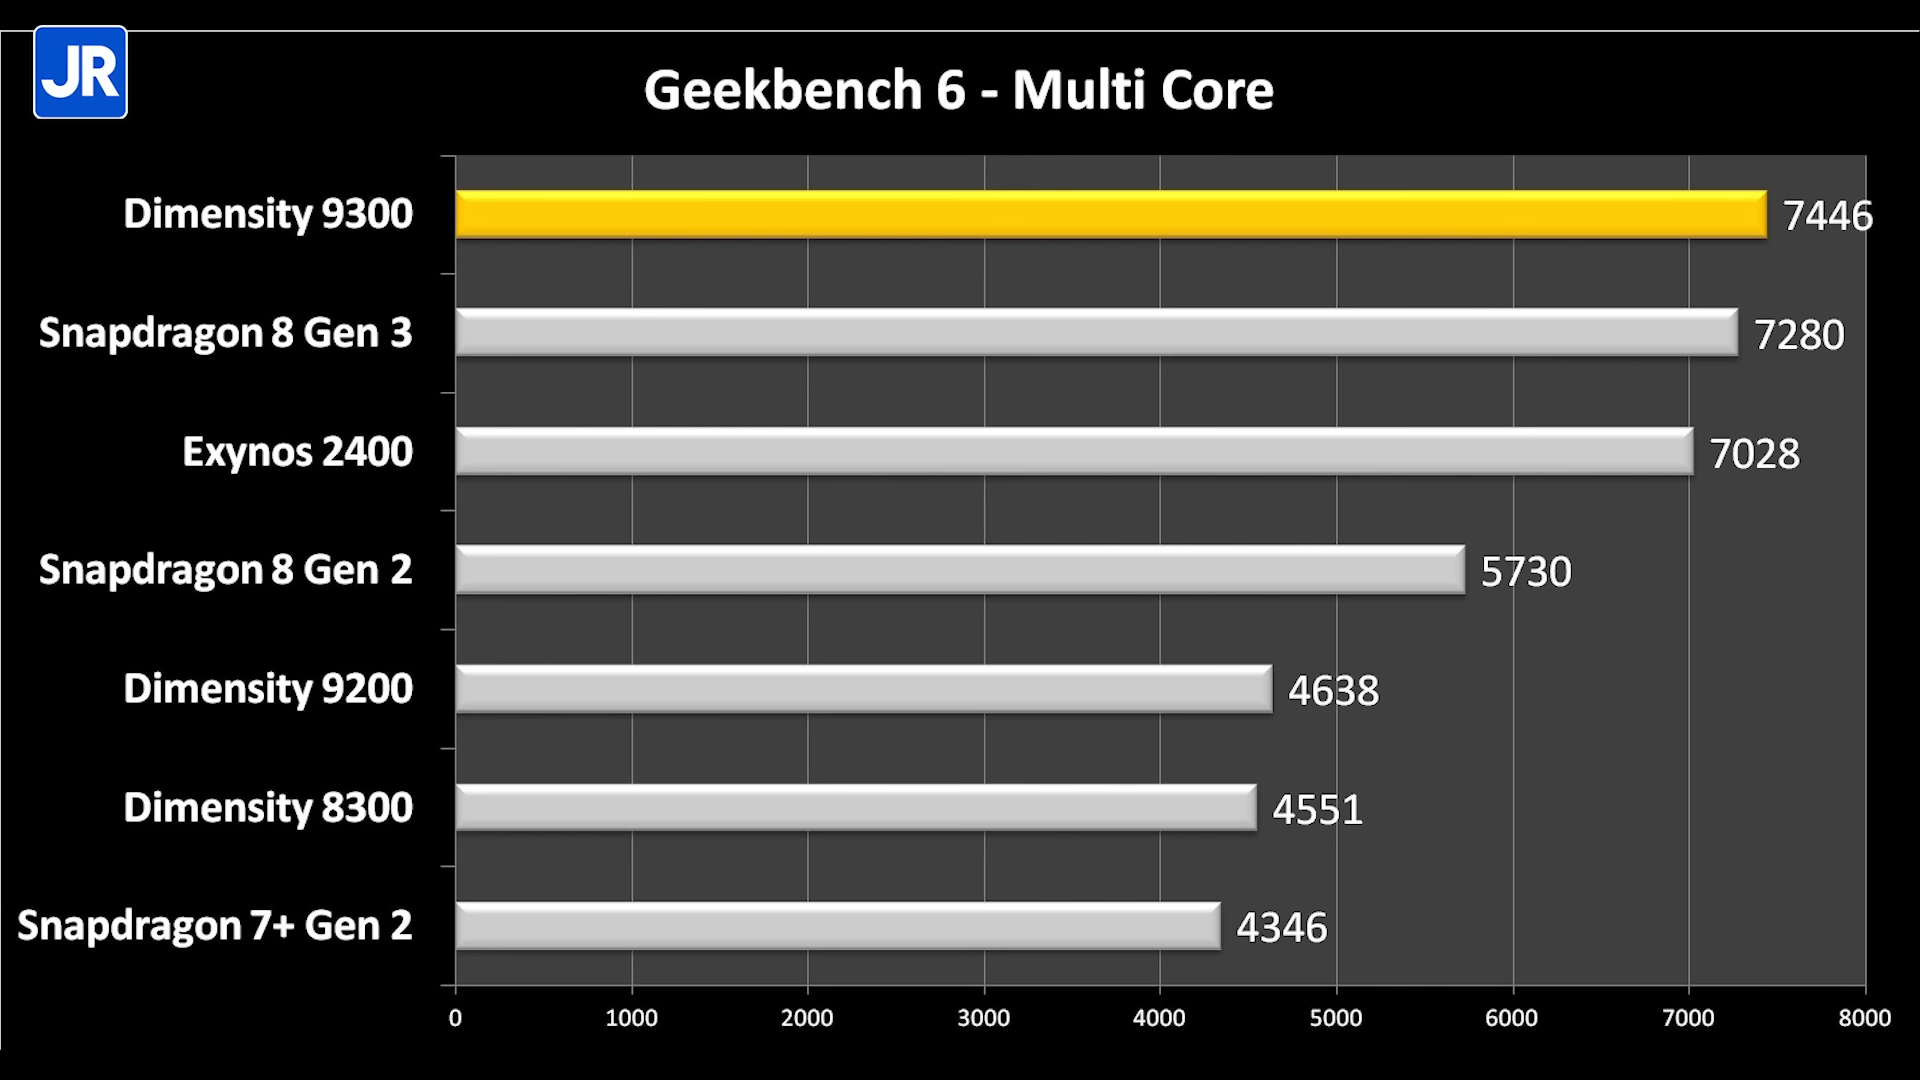 JR
Geekbench 6 - Multi Core
Dimensity 9300 7446
Snapdragon 8 Gen 3 7280
Exynos 2400 7028
Snapdragon 8 Gen 2 5730
Dimensity 9200 4638
Dimensity 8300 4551
Snapdragon 7+ Gen 2 4346
0 1000 2000 3000 4000 5000 6000 7000 8000